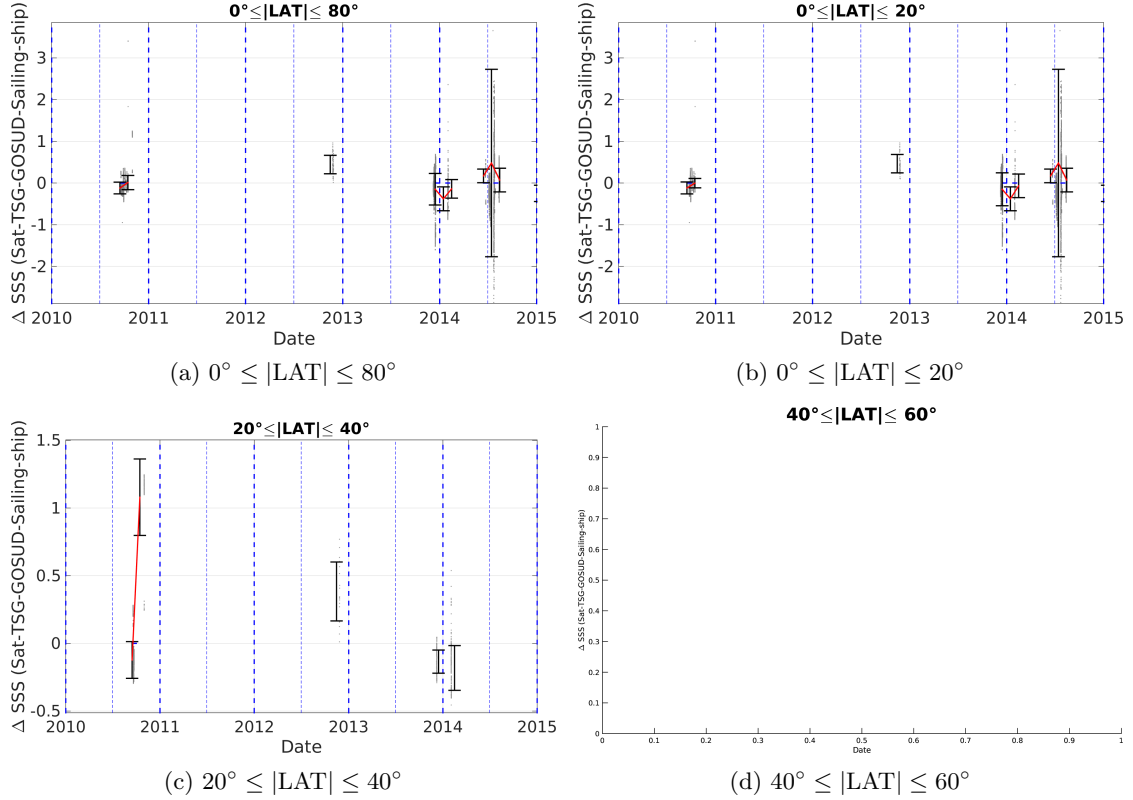 0°≤|LAT|≤ 80°
Δ SSS (Sat-TSG-GOSUD-Sailing-ship)
3
2
1
0
-1
-2
2010 2011 2012 2013 2014 2015
Date
(a) 0° ≤ |LAT| ≤ 80°
0°≤|LAT|≤ 20°
Δ SSS (Sat-TSG-GOSUD-Sailing-ship)
3
2
1
0
-1
-2
2010 2011 2012 2013 2014 2015
Date
(b) 0° ≤ |LAT| ≤ 20°
20°≤|LAT|≤ 40°
Δ SSS (Sat-TSG-GOSUD-Sailing-ship)
1.5
1
0.5
0
-0.5
2010 2011 2012 2013 2014 2015
Date
(c) 20° ≤ |LAT| ≤ 40°
40°≤|LAT|≤ 60°
Δ SSS (Sat-TSG-GOSUD-Sailing-ship)
1
0.9
0.8
0.7
0.6
0.5
0.4
0.3
0.2
0.1
0
0 0.1 0.2 0.3 0.4 0.5 0.6 0.7 0.8 0.9 1
Date
(d) 40° ≤ |LAT| ≤ 60°